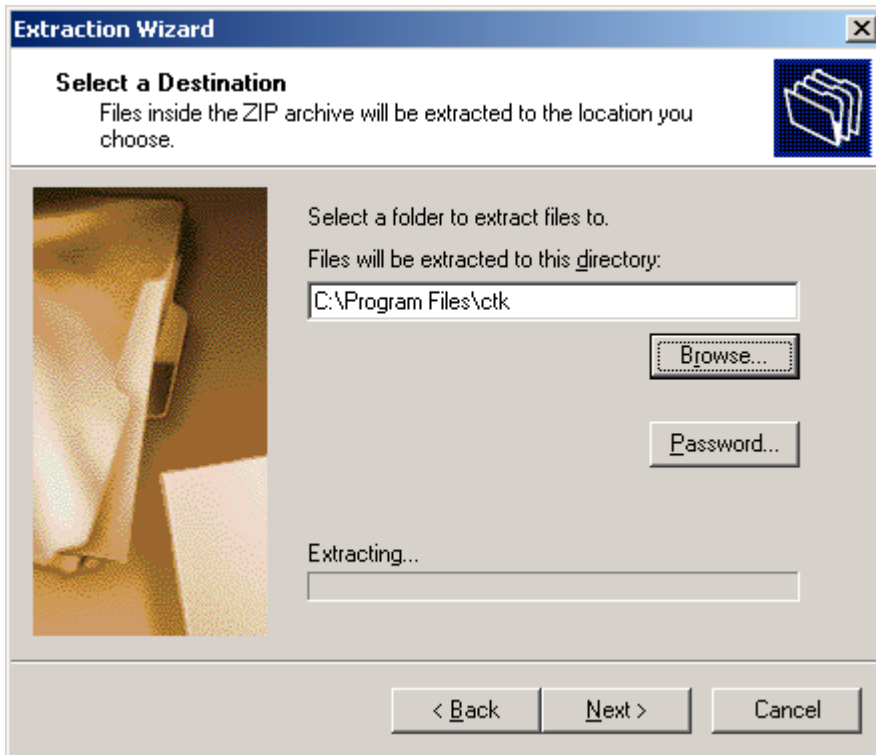 Extraction Wizard
Select a Destination
Files inside the ZIP archive will be extracted to the location you
choose.
Select a folder to extract files to.
Files will be extracted to this directory:
C:\Program Files\ctk
Browse...
Password...
Extracting...
< Back
Next >
Cancel